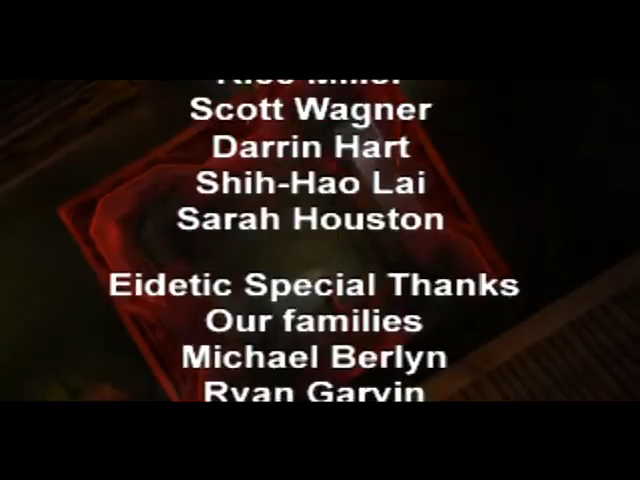 Scott Wagner
Darrin Hart
Shih-Hao Lai
Sarah Houston
Eidetic Special Thanks
Our families
Michael Berlyn
Ryan Garvin